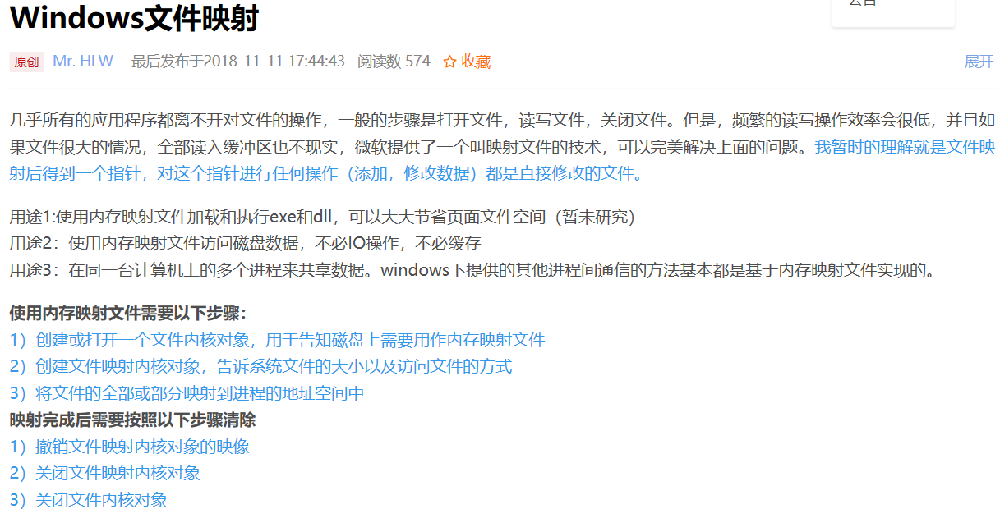 Windows文件映射
公告
原创 Mr. HLW 最后发布于2018-11-11 17:44:43 阅读数 574 ☆ 收藏
展开
几乎所有的应用程序都离不开对文件的操作，一般的步骤是打开文件，读写文件，关闭文件。但是，频繁的读写操作效率会很低，并且如
果文件很大的情况，全部读入缓冲区也不现实，微软提供了一个叫映射文件的技术，可以完美解决上面的问题。我暂时的理解就是文件映
射后得到一个指针，对这个指针进行任何操作（添加，修改数据）都是直接修改的文件。
用途1:使用内存映射文件加载和执行exe和dll，可以大大节省页面文件空间（暂未研究）
用途2：使用内存映射文件访问磁盘数据，不必IO操作，不必缓存
用途3：在同一台计算机上的多个进程来共享数据。windows下提供的其他进程间通信的方法基本都是基于内存映射文件实现的。
使用内存映射文件需要以下步骤：
1）创建或打开一个文件内核对象，用于告知磁盘上需要用作内存映射文件
2）创建文件映射内核对象，告诉系统文件的大小以及访问文件的方式
3）将文件的全部或部分映射到进程的地址空间中
映射完成后需要按照以下步骤清除
1）撤销文件映射内核对象的映像
2）关闭文件映射内核对象
3）关闭文件内核对象